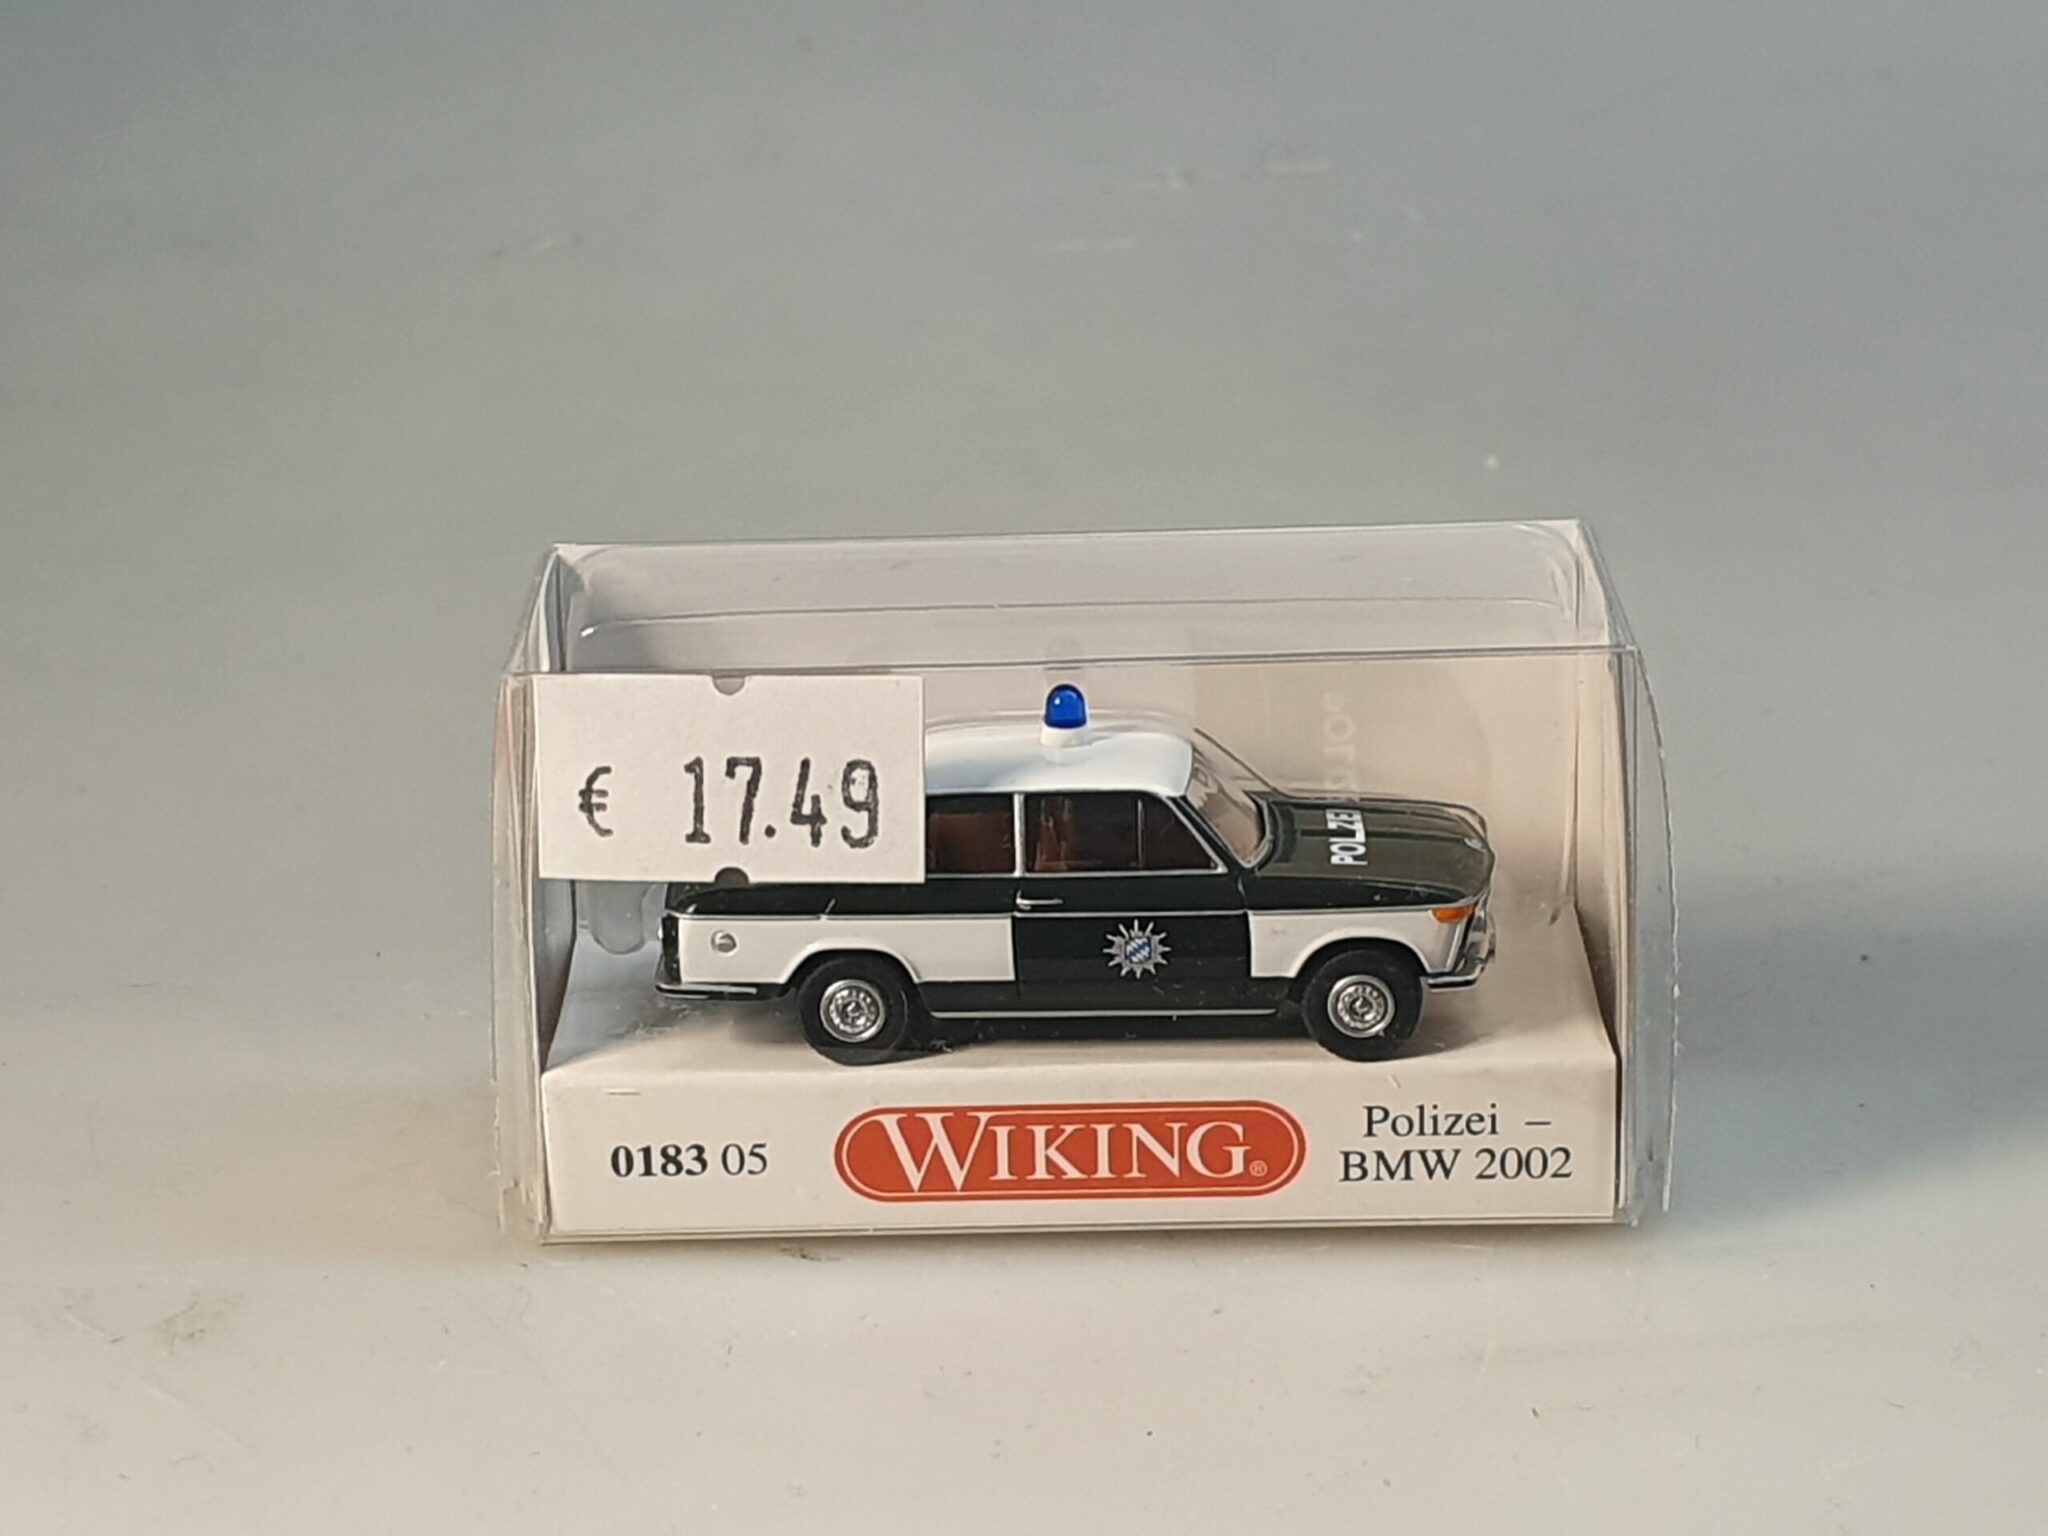 € 17.49
POLIZEI
0183 05
WIKING®
Polizei –
BMW 2002